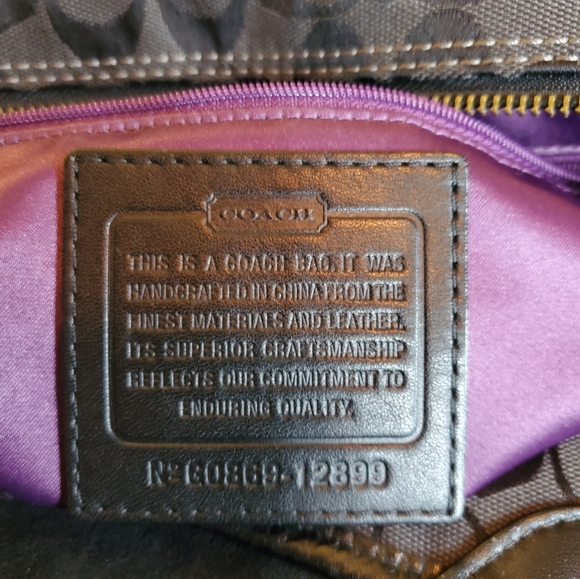 COACH
THIS IS A COACH BAG. IT WAS
HANDCRAFTED IN CHINA FROM THE
FINEST MATERIALS AND LEATHER.
ITS SUPERIOR CRAFTSMANSHIP
REFLECTS OUR COMMITMENT TO
ENDURING QUALITY.
Nº G0869-12899